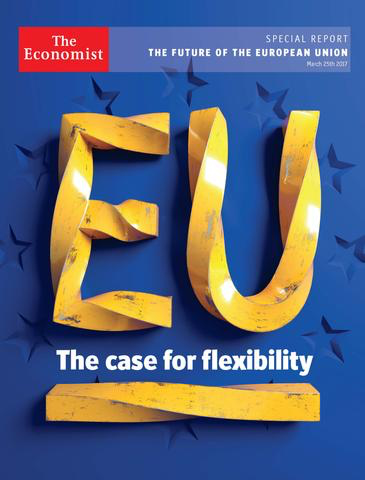 The
Economist
SPECIAL REPORT
THE FUTURE OF THE EUROPEAN UNION
March 25th 2017
EU
The case for flexibility